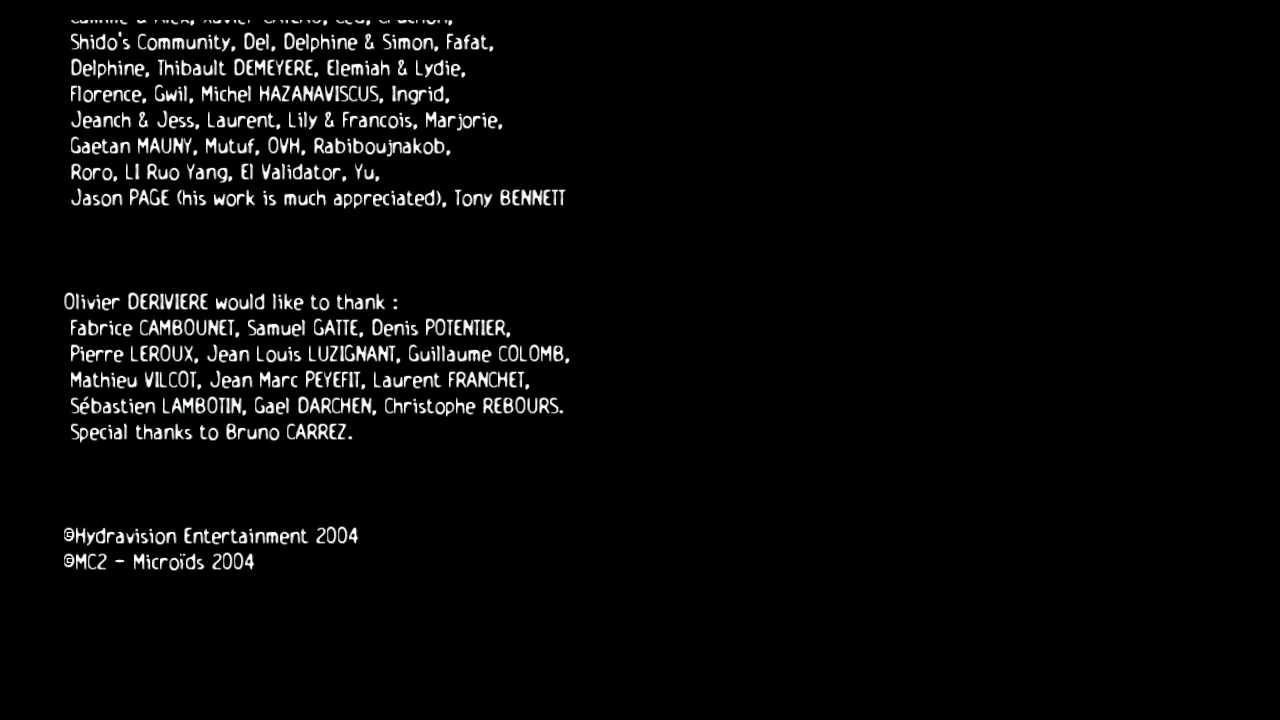 Shido's Community, Del, Delphine & Simon, Fafat,
Delphine, Thibault DEMEYERE, Elemiah & Lydie,
Florence, Gwil, Michel HAZANAVISCUS, Ingrid,
Jeanch & Jess, Laurent, Lily & Francois, Marjorie,
Gaetan MAUNY, Mutuf, OVH, Rabiboujnakob,
Roro, LI Ruo Yang, El Validator, Yu,
Jason PAGE (his work is much appreciated), Tony BENNETT
Olivier DERIVIERE would like to thank :
Fabrice CAMBOUNET, Samuel GATTE, Denis POTENTIER,
Pierre LEROUX, Jean Louis LUZIGNANT, Guillaume COLOMB,
Mathieu VILCOT, Jean Marc PEYEFIT, Laurent FRANCHET,
Sébastien LAMBOTIN, Gael DARCHEN, Christophe REBOURS.
Special thanks to Bruno CARREZ.
©Hydravision Entertainment 2004
©MC2 - Microïds 2004